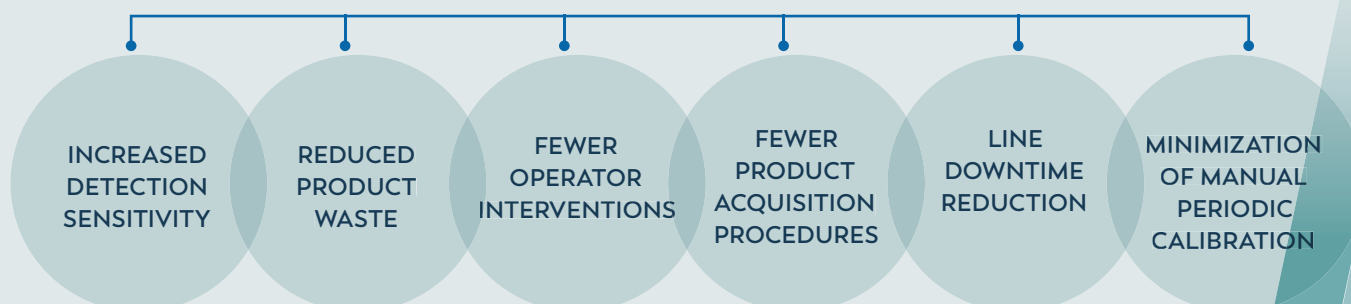 INCREASED
DETECTION
SENSITIVITY
REDUCED
PRODUCT
WASTE
FEWER
OPERATOR
INTERVENTIONS
FEWER
PRODUCT
ACQUISITION
PROCEDURES
LINE
DOWNTIME
REDUCTION
MINIMIZATION
OF MANUAL
PERIODIC
CALIBRATION